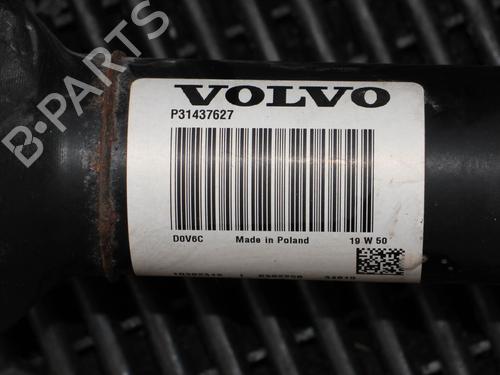 VOLVO
P31437627
D0V6C Made in Poland 19 W 50
B-PARTS